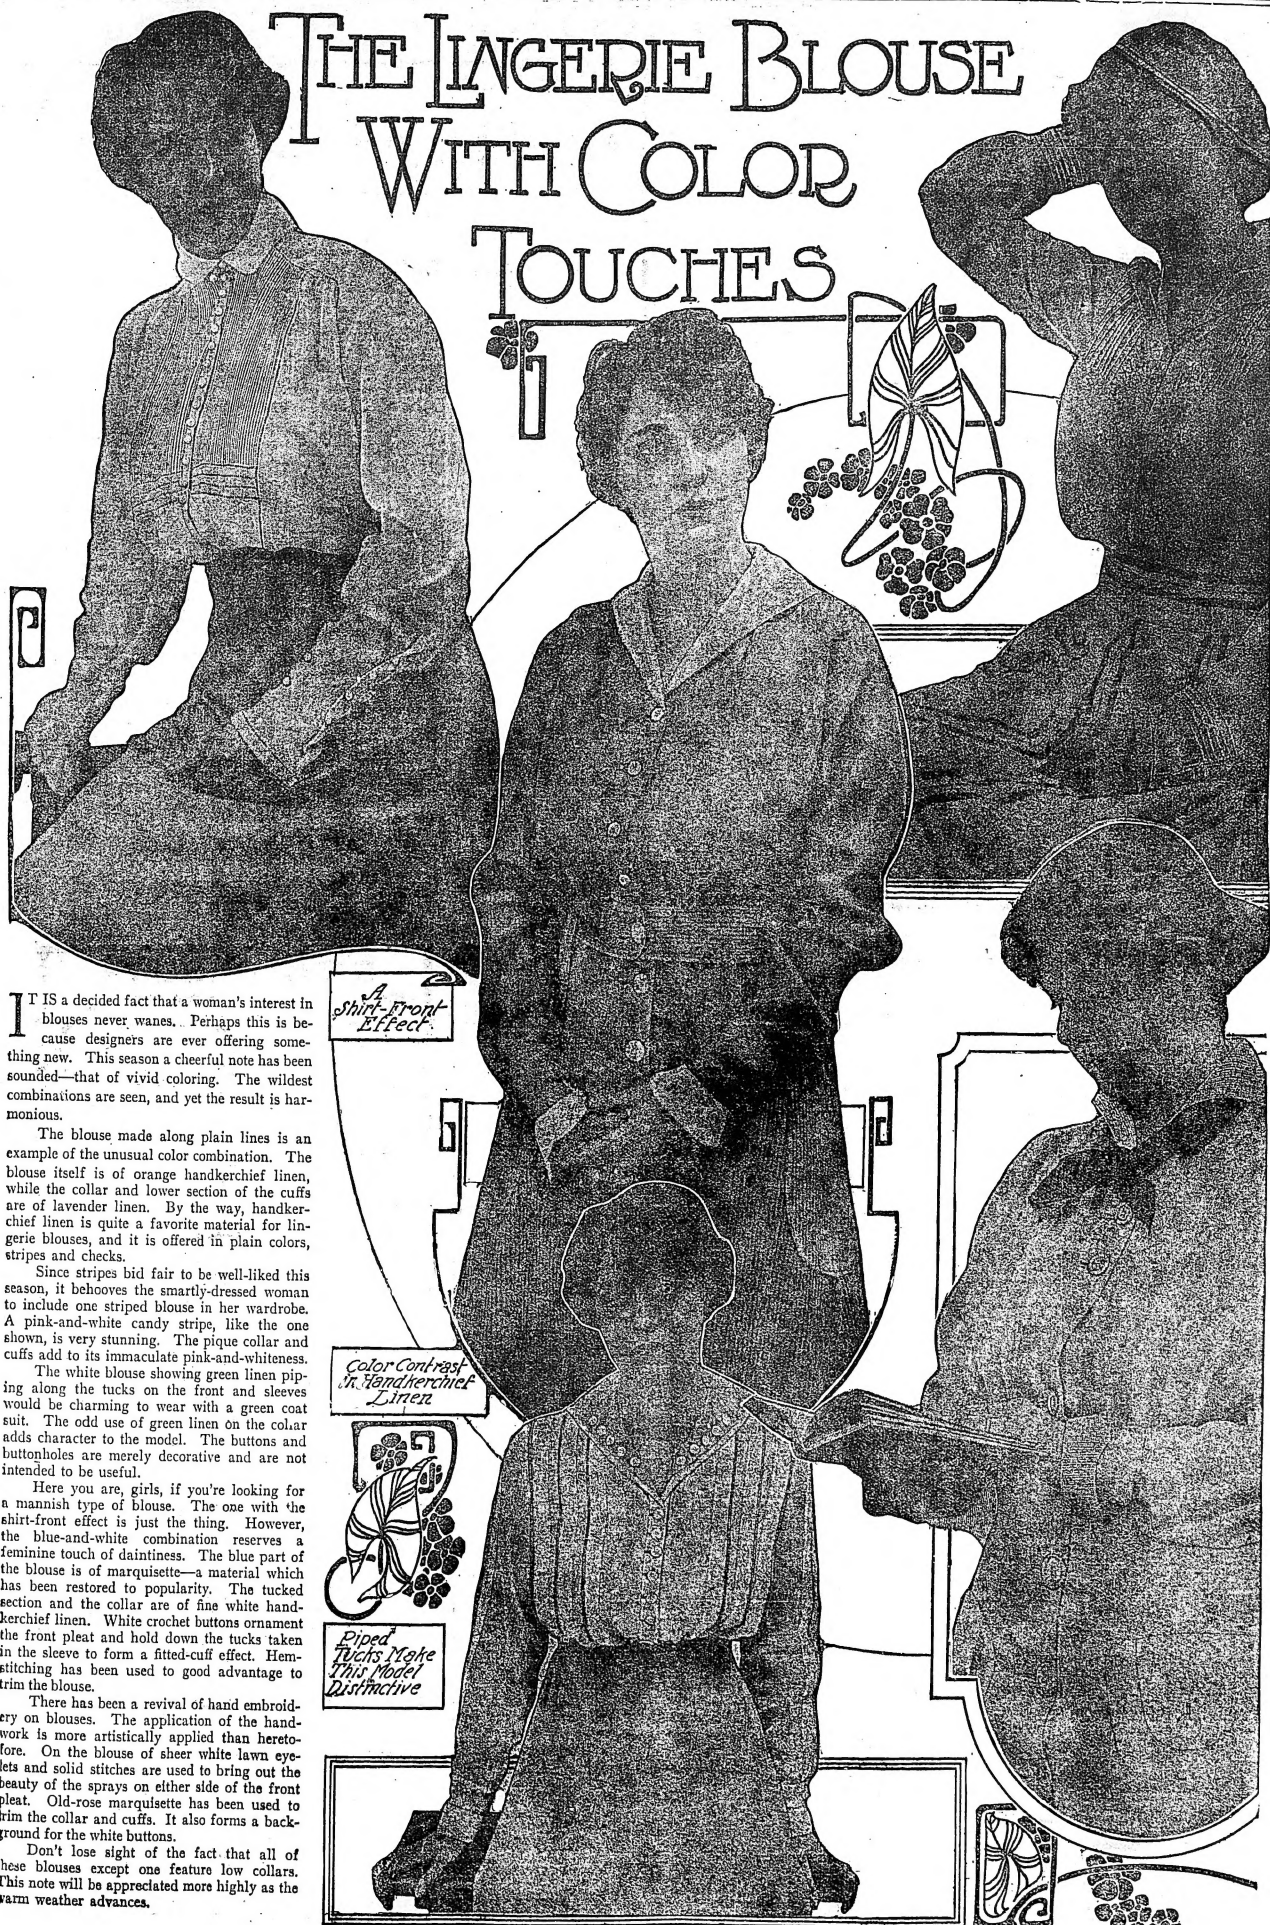 THE LINGERIE BLOUSE
WITH COLOR
TOUCHES
IT IS a decided fact that a woman's interest in
blouses never wanes. Perhaps this is be-
cause designers are ever offering some-
thing new. This season a cheerful note has been
sounded—that of vivid coloring. The wildest
combinations are seen, and yet the result is har-
monious.
The blouse made along plain lines is an
example of the unusual color combination. The
blouse itself is of orange handkerchief linen,
while the collar and lower section of the cuffs
are of lavender linen. By the way, handker-
chief linen is quite a favorite material for lin-
gerie blouses, and it is offered in plain colors,
stripes and checks.
Since stripes bid fair to be well-liked this
season, it behooves the smartly-dressed woman
to include one striped blouse in her wardrobe.
A pink-and-white candy stripe, like the one
shown, is very stunning. The pique collar and
cuffs add to its immaculate pink-and-whiteness.
The white blouse showing green linen pip-
ing along the tucks on the front and sleeves
would be charming to wear with a green coat
suit. The odd use of green linen on the collar
adds character to the model. The buttons and
buttonholes are merely decorative and are not
intended to be useful.
Here you are, girls, if you're looking for
a mannish type of blouse. The one with the
shirt-front effect is just the thing. However,
the blue-and-white combination reserves a
feminine touch of daintiness. The blue part of
the blouse is of marquisette—a material which
has been restored to popularity. The tucked
section and the collar are of fine white hand-
kerchief linen. White crochet buttons ornament
the front pleat and hold down the tucks taken
in the sleeve to form a fitted-cuff effect. Hem-
stitching has been used to good advantage to
trim the blouse.
There has been a revival of hand embroid-
ery on blouses. The application of the hand-
work is more artistically applied than hereto-
fore. On the blouse of sheer white lawn eye-
lets and solid stitches are used to bring out the
beauty of the sprays on either side of the front
pleat. Old-rose marquisette has been used to
trim the collar and cuffs. It also forms a back-
ground for the white buttons.
Don't lose sight of the fact that all of
these blouses except one feature low collars.
This note will be appreciated more highly as the
warm weather advances.
A
Shirt-Front
Effect
Color Contrast
in Handkerchief
Linen
Piped
Tucks Make
This Model
Distinctive